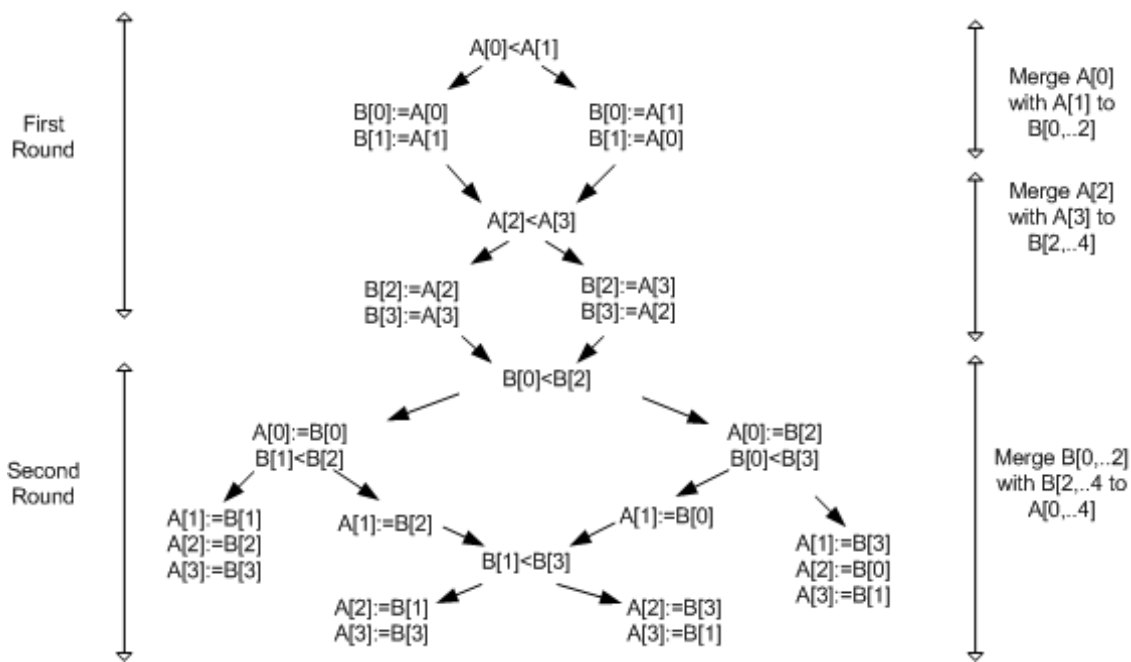 A[0]<A[1]
Merge A[0]
with A[1] to
B[0,..2]
First
Round
B[0]:=A[0]
B[1]:=A[1]
B[0]:=A[1]
B[1]:=A[0]
Merge A[2]
with A[3] to
B[2,..4]
A[2]<A[3]
B[2]:=A[2]
B[3]:=A[3]
B[2]:=A[3]
B[3]:=A[2]
B[0]<B[2]
Second
Round
A[0]:=B[0]
B[1]<B[2]
A[0]:=B[2]
B[0]<B[3]
Merge B[0,..2]
with B[2,..4 to
A[0,..4]
A[1]:=B[1]
A[2]:=B[2]
A[3]:=B[3]
A[1]:=B[2]
A[1]:=B[0]
A[1]:=B[3]
A[2]:=B[0]
A[3]:=B[1]
B[1]<B[3]
A[2]:=B[1]
A[3]:=B[3]
A[2]:=B[3]
A[3]:=B[1]